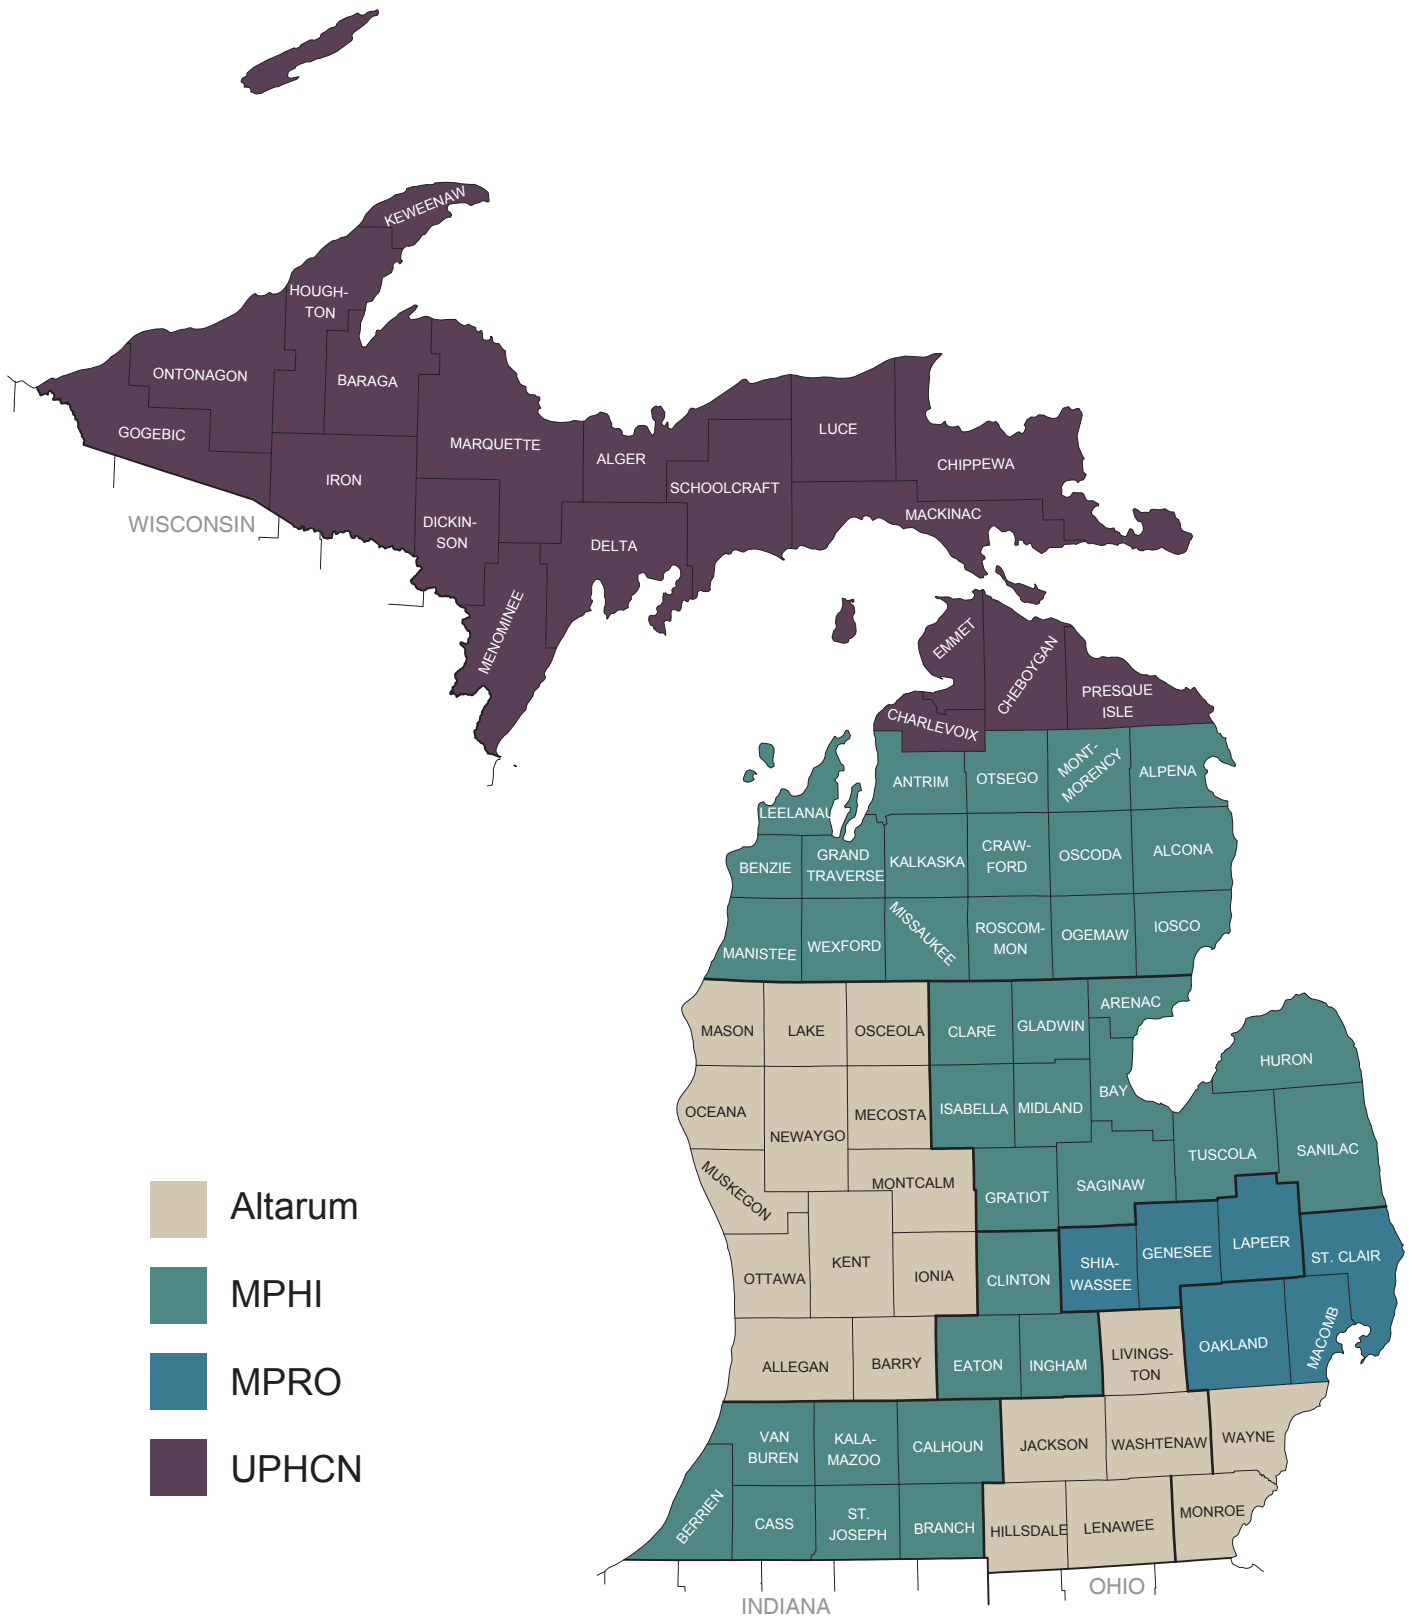 KEWEENAW
HOUGH-
TON
ONTONAGON
BARAGA
GOGEBIC
MARQUETTE
ALGER
LUCE
CHIPPEWA
IRON
SCHOOLCRAFT
MACKINAC
WISCONSIN
DICKIN-
SON
DELTA
MENOMINEE
EMMET
CHEBOYGAN
PRESQUE
ISLE
CHARLEVOIX
ANTRIM
OTSEGO
MONT-
MORENCY
ALPENA
LEELANAU
BENZIE
GRAND
TRAVERSE
KALKASKA
CRAW-
FORD
OSCODA
ALCONA
MANISTEE
WEXFORD
MISSAUKEE
ROSCOM-
MON
OGEMAW
IOSCO
MASON
LAKE
OSCEOLA
CLARE
GLADWIN
ARENAC
HURON
OCEANA
NEWAYGO
MECOSTA
ISABELLA
MIDLAND
BAY
TUSCOLA
SANILAC
MUSKEGON
MONTCALM
GRATIOT
SAGINAW
OTTAWA
KENT
IONIA
CLINTON
SHIA-
WASSEE
GENESEE
LAPEER
ST. CLAIR
ALLEGAN
BARRY
EATON
INGHAM
LIVINGS-
TON
OAKLAND
MACOMB
VAN
BUREN
KALA-
MAZOO
CALHOUN
JACKSON
WASHTENAW
WAYNE
BERRIEN
CASS
ST.
JOSEPH
BRANCH
HILLSDALE
LENAWEE
MONROE
INDIANA
OHIO
Altarum
MPHI
MPRO
UPHCN